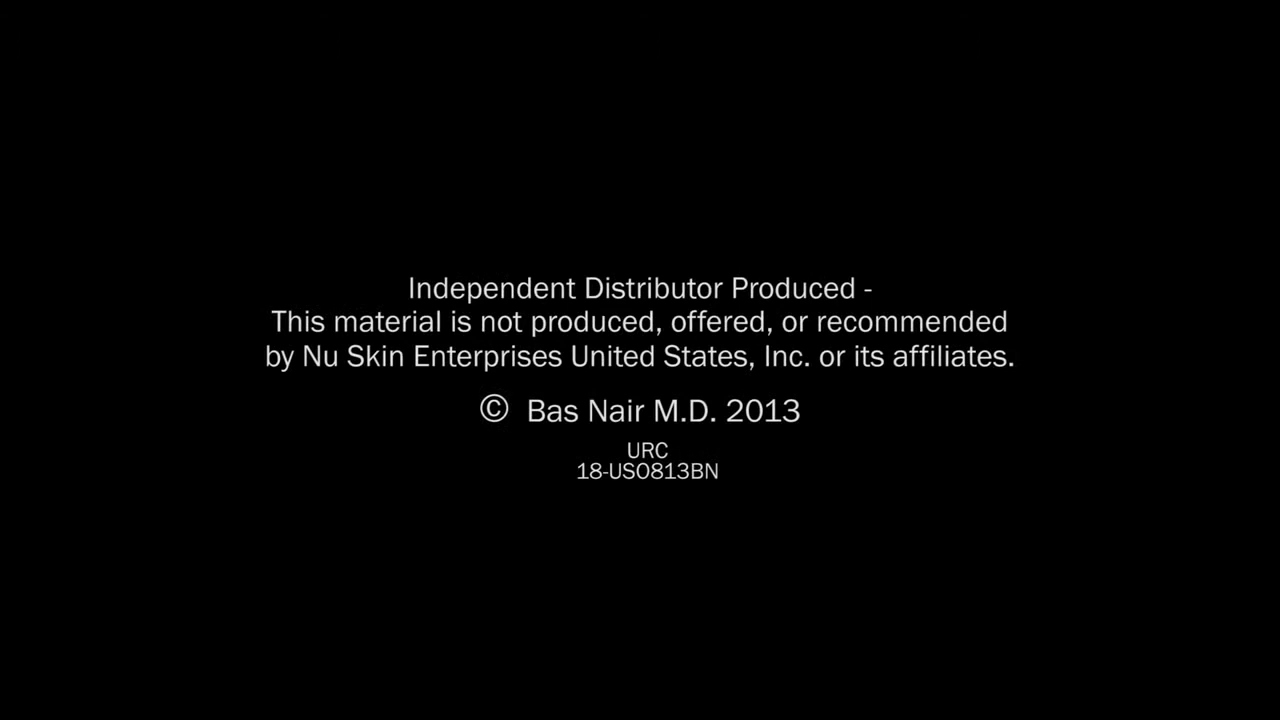 Independent Distributor Produced -
This material is not produced, offered, or recommended
by Nu Skin Enterprises United States, Inc. or its affiliates.
© Bas Nair M.D. 2013
URC
18-USO813BN